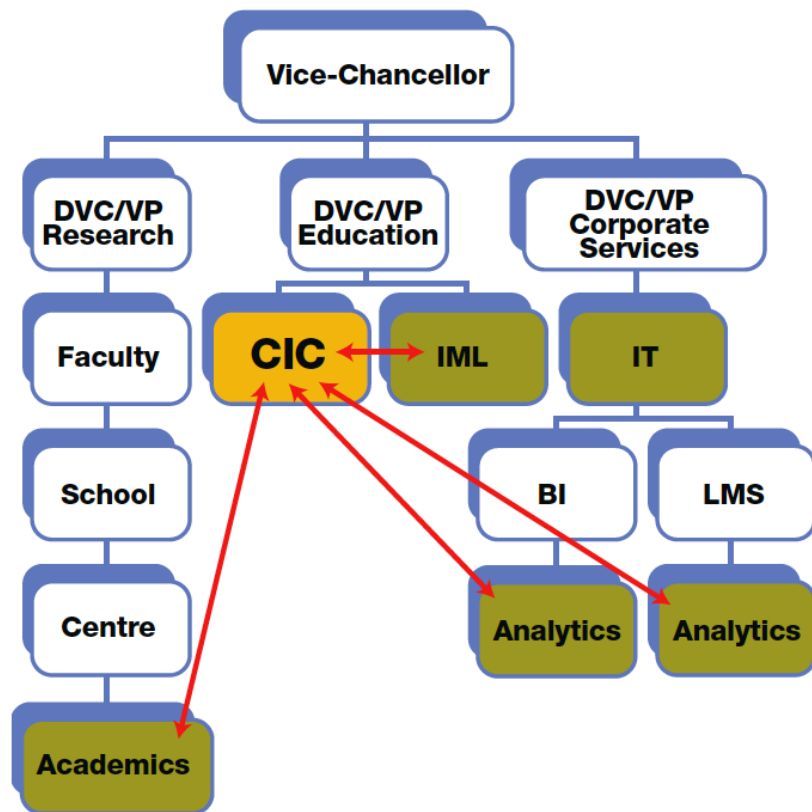 Vice-Chancellor
DVC/VP
Research
DVC/VP
Education
DVC/VP
Corporate
Services
Faculty
CIC
IML
IT
School
BI
LMS
Centre
Analytics
Analytics
Academics